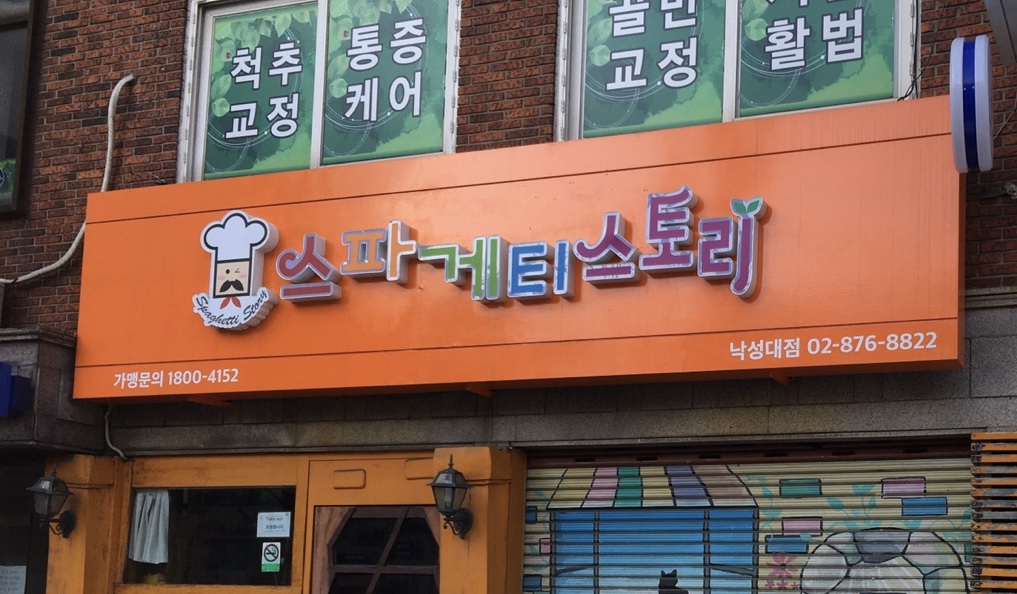 척추
교정
통증
케어
골반
교정
활법
Spaghetti Story
스파게티스토리
가맹문의 1800-4152
낙성대점 02-876-8822